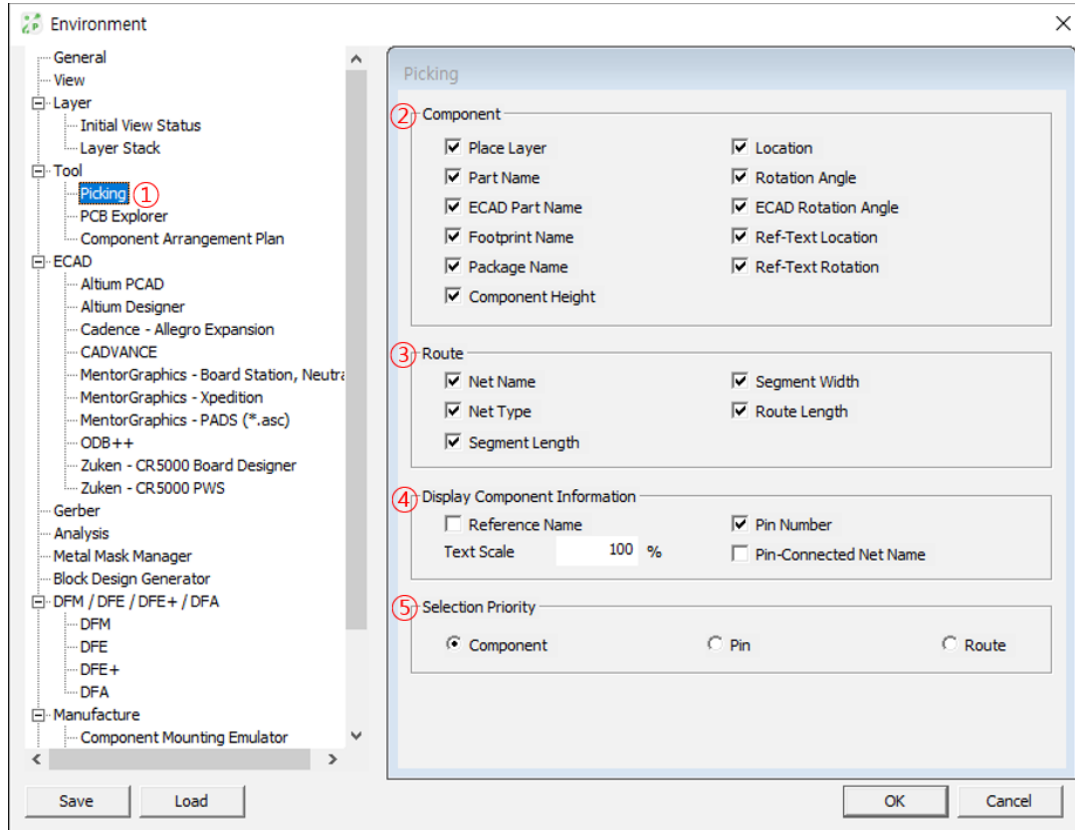 Environment
General
View
Layer
Initial View Status
Layer Stack
Tool
Picking ①
PCB Explorer
Component Arrangement Plan
ECAD
Altium PCAD
Altium Designer
Cadence - Allegro Expansion
CADVANCE
MentorGraphics - Board Station, Neutra
MentorGraphics - Xpedition
MentorGraphics - PADS (*.asc)
ODB++
Zuken - CR5000 Board Designer
Zuken - CR5000 PWS
Gerber
Analysis
Metal Mask Manager
Block Design Generator
DFM / DFE / DFE+ / DFA
DFM
DFE
DFE+
DFA
Manufacture
Component Mounting Emulator
Save Load
Picking
② Component
Place Layer Location
Part Name Rotation Angle
ECAD Part Name ECAD Rotation Angle
Footprint Name Ref-Text Location
Package Name Ref-Text Rotation
Component Height
③ Route
Net Name Segment Width
Net Type Route Length
Segment Length
④ Display Component Information
Reference Name Pin Number
Text Scale 100 % Pin-Connected Net Name
⑤ Selection Priority
Component Pin Route
OK Cancel